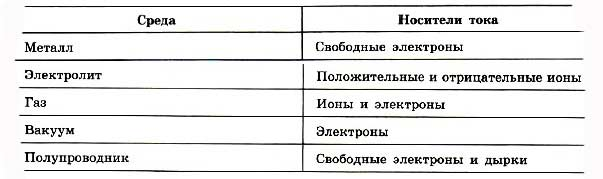 Среда Носители тока
Металл Свободные электроны
Электролит Положительные и отрицательные ионы
Газ Ионы и электроны
Вакуум Электроны
Полупроводник Свободные электроны и дырки